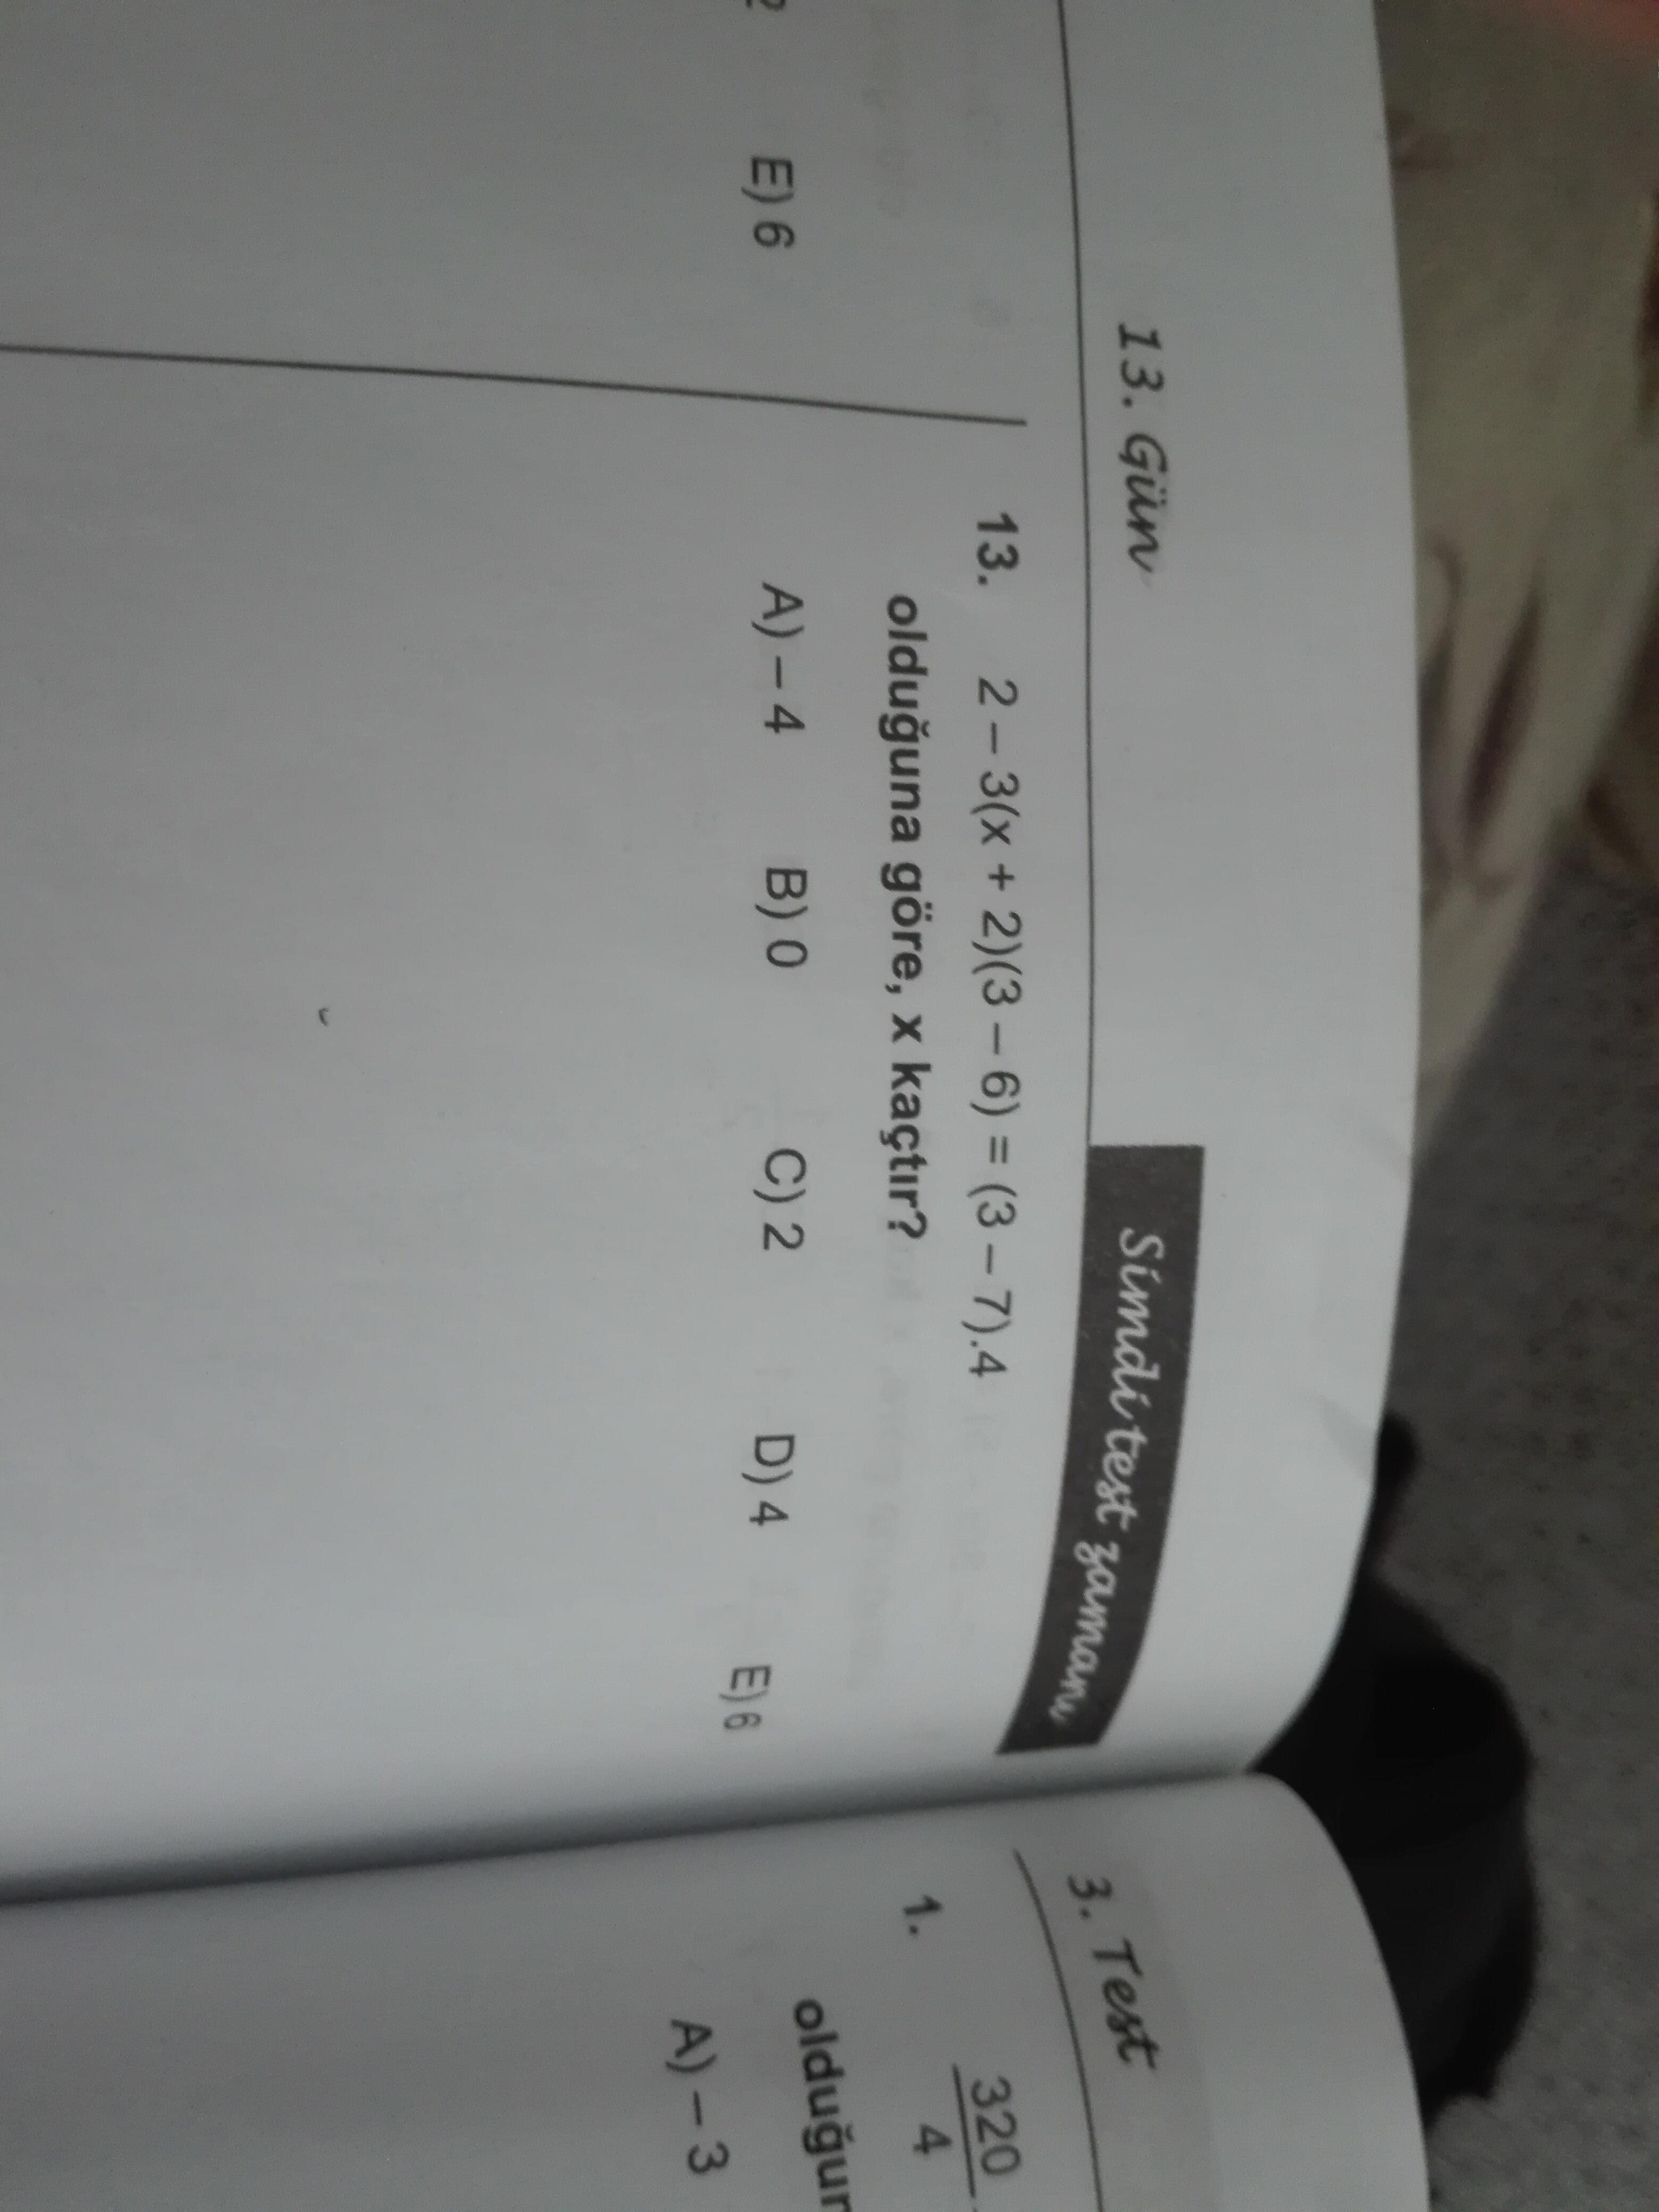 13. Gün
Şimdi test zamanı
E) 6
13. 2 – 3(x + 2)(3 – 6) = (3 – 7).4
olduğuna göre, x kaçtır?
A) – 4 B) 0 C) 2 D) 4 E) 6
3. Test
1. 320
4
olduğun
A) – 3